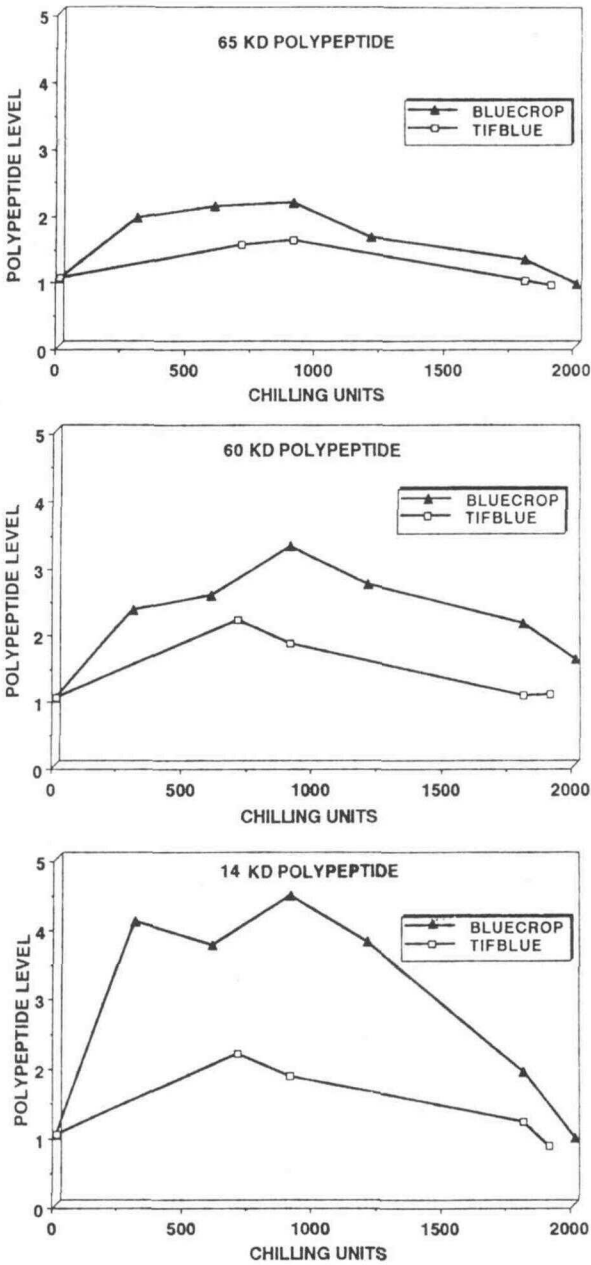 65 KD POLYPEPTIDE
BLUECROP
TIFBLUE
POLYPEPTIDE LEVEL
5
4
3
2
1
0
0 500 1000 1500 2000
CHILLING UNITS
60 KD POLYPEPTIDE
BLUECROP
TIFBLUE
POLYPEPTIDE LEVEL
5
4
3
2
1
0
0 500 1000 1500 2000
CHILLING UNITS
14 KD POLYPEPTIDE
BLUECROP
TIFBLUE
POLYPEPTIDE LEVEL
5
4
3
2
1
0
0 500 1000 1500 2000
CHILLING UNITS